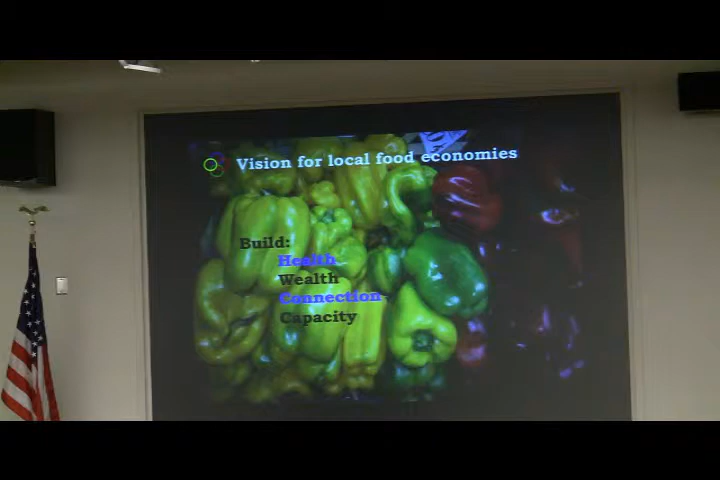 Vision for local food economies
Build:
Health
Wealth
Connection
Capacity